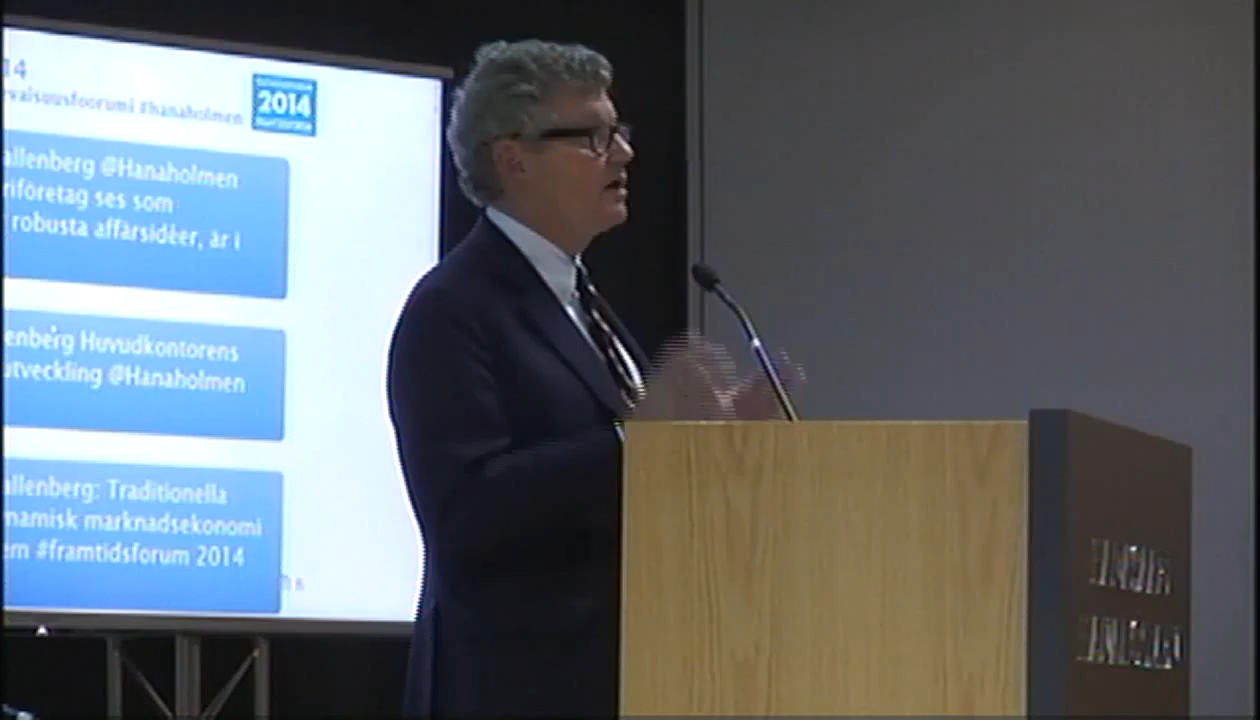 14
vaisuusfoorumi #hanaholmen
2014
allenberg @Hanaholmen
riföretag ses som
robusta affärsidéer, är i
enberg Huvudkontorens
utveckling @Hanaholmen
allenberg: Traditionella
namisk marknadsekonomi
em #framtidsforum 2014